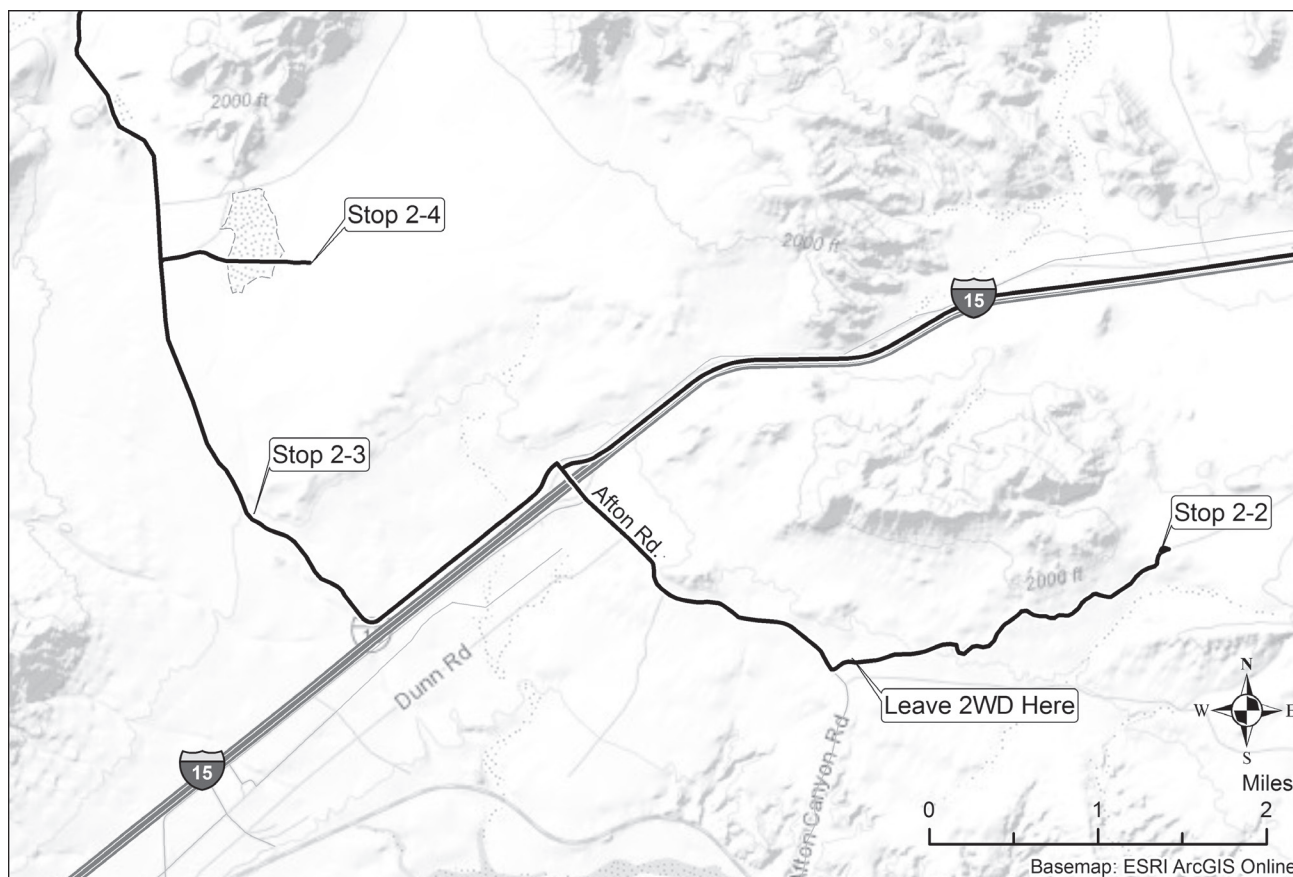 2000 ft
Stop 2-4
2000 ft
15
Stop 2-3
Afton Rd.
Stop 2-2
2000 ft
Dunn Rd
Leave 2WD Here
Afton Canyon Rd
15
N
W
E
S
Miles
0
1
2
Basemap: ESRI ArcGIS Online